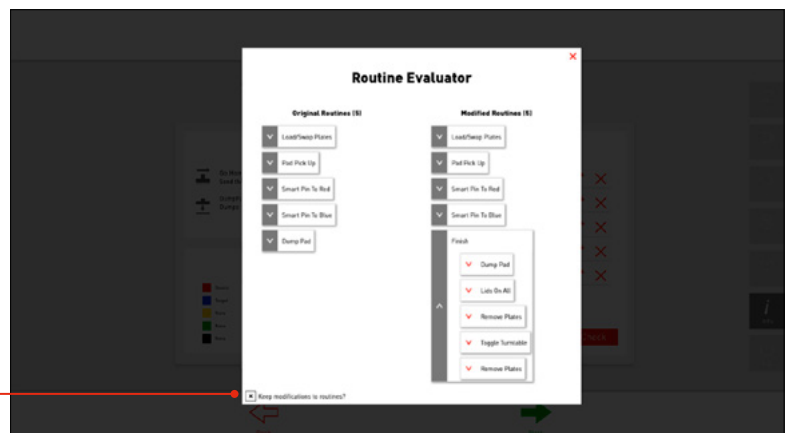 Routine Evaluator
Original Routines (5)
Modified Routines (5)
Load/Swap Plates
Load/Swap Plates
Pad Pick Up
Pad Pick Up
Smart Pin To Red
Smart Pin To Red
Smart Pin To Blue
Smart Pin To Blue
Dump Pad
Finish
Dump Pad
Lids On All
Remove Plates
Toggle Turntable
Remove Plates
Keep modifications to routines?
Check